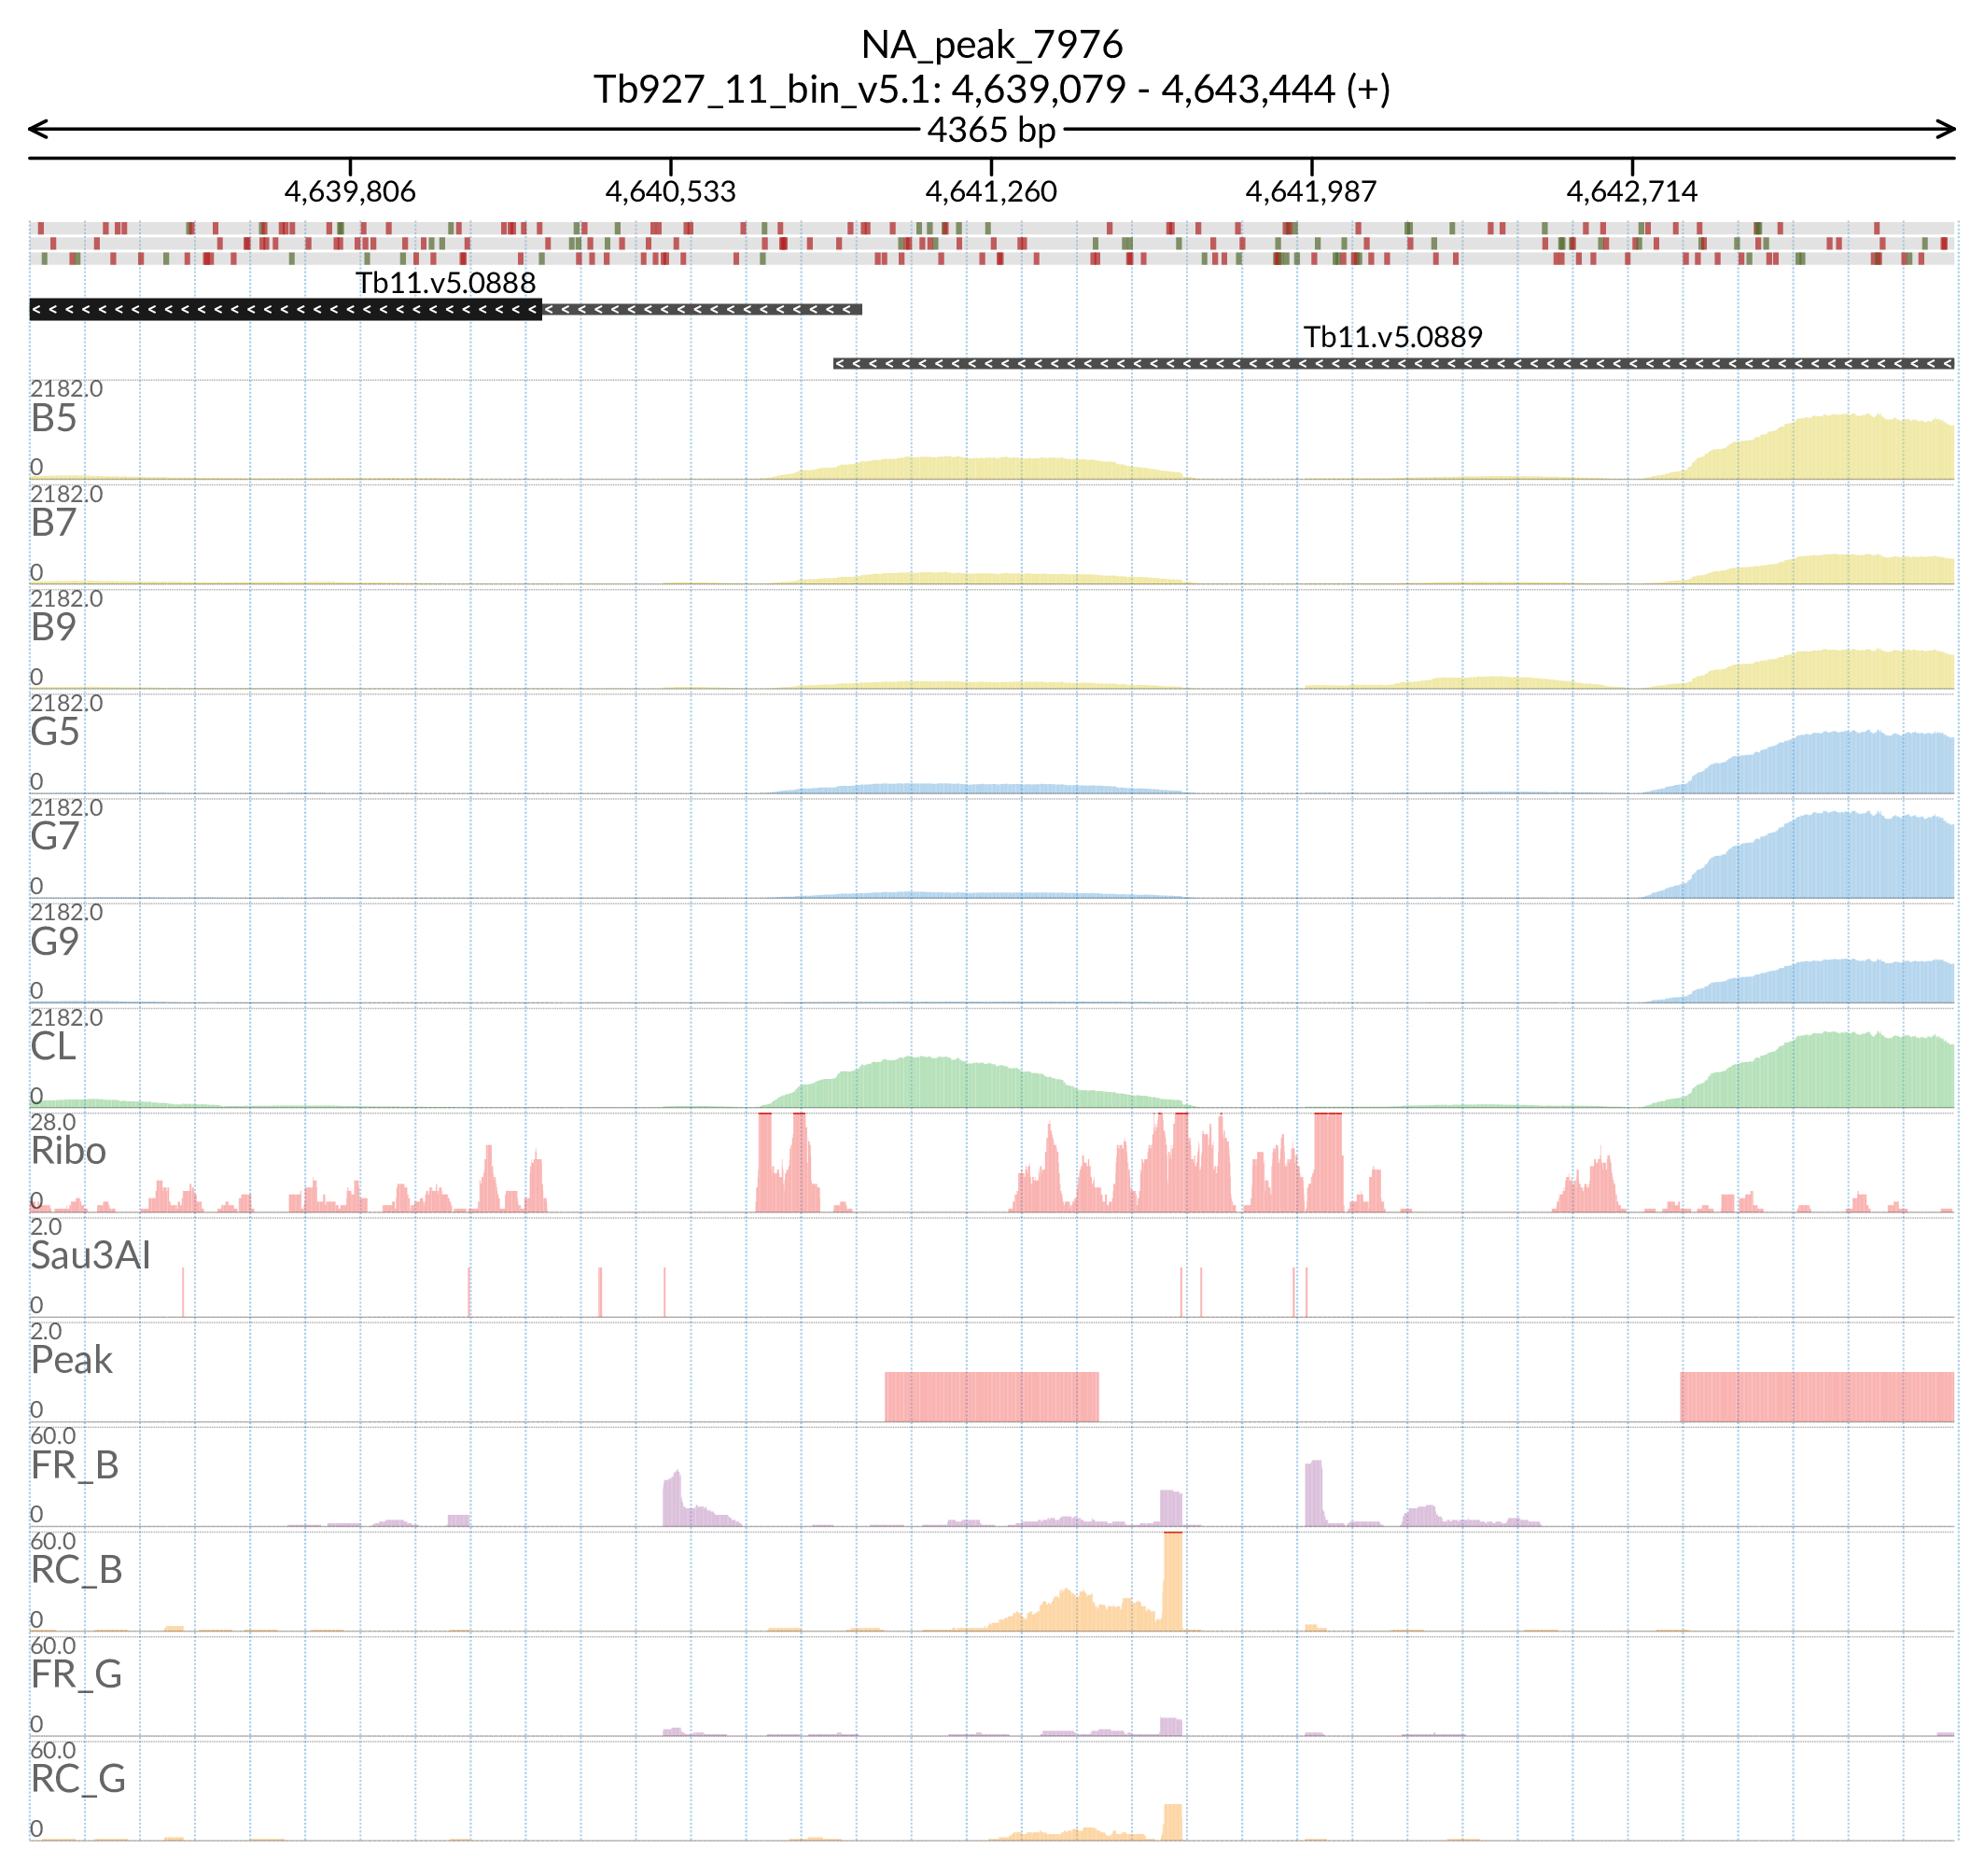 NA_peak_7976
Tb927_11_bin_v5.1: 4,639,079 - 4,643,444 (+)
4365 bp
4,639,806 4,640,533 4,641,260 4,641,987 4,642,714
Tb11.v5.0888
Tb11.v5.0889
2182.0
B5
0
2182.0
B7
0
2182.0
B9
0
2182.0
G5
0
2182.0
G7
0
2182.0
G9
0
2182.0
CL
0
28.0
Ribo
0
2.0
Sau3AI
0
2.0
Peak
0
60.0
FR_B
0
60.0
RC_B
0
60.0
FR_G
0
60.0
RC_G
0